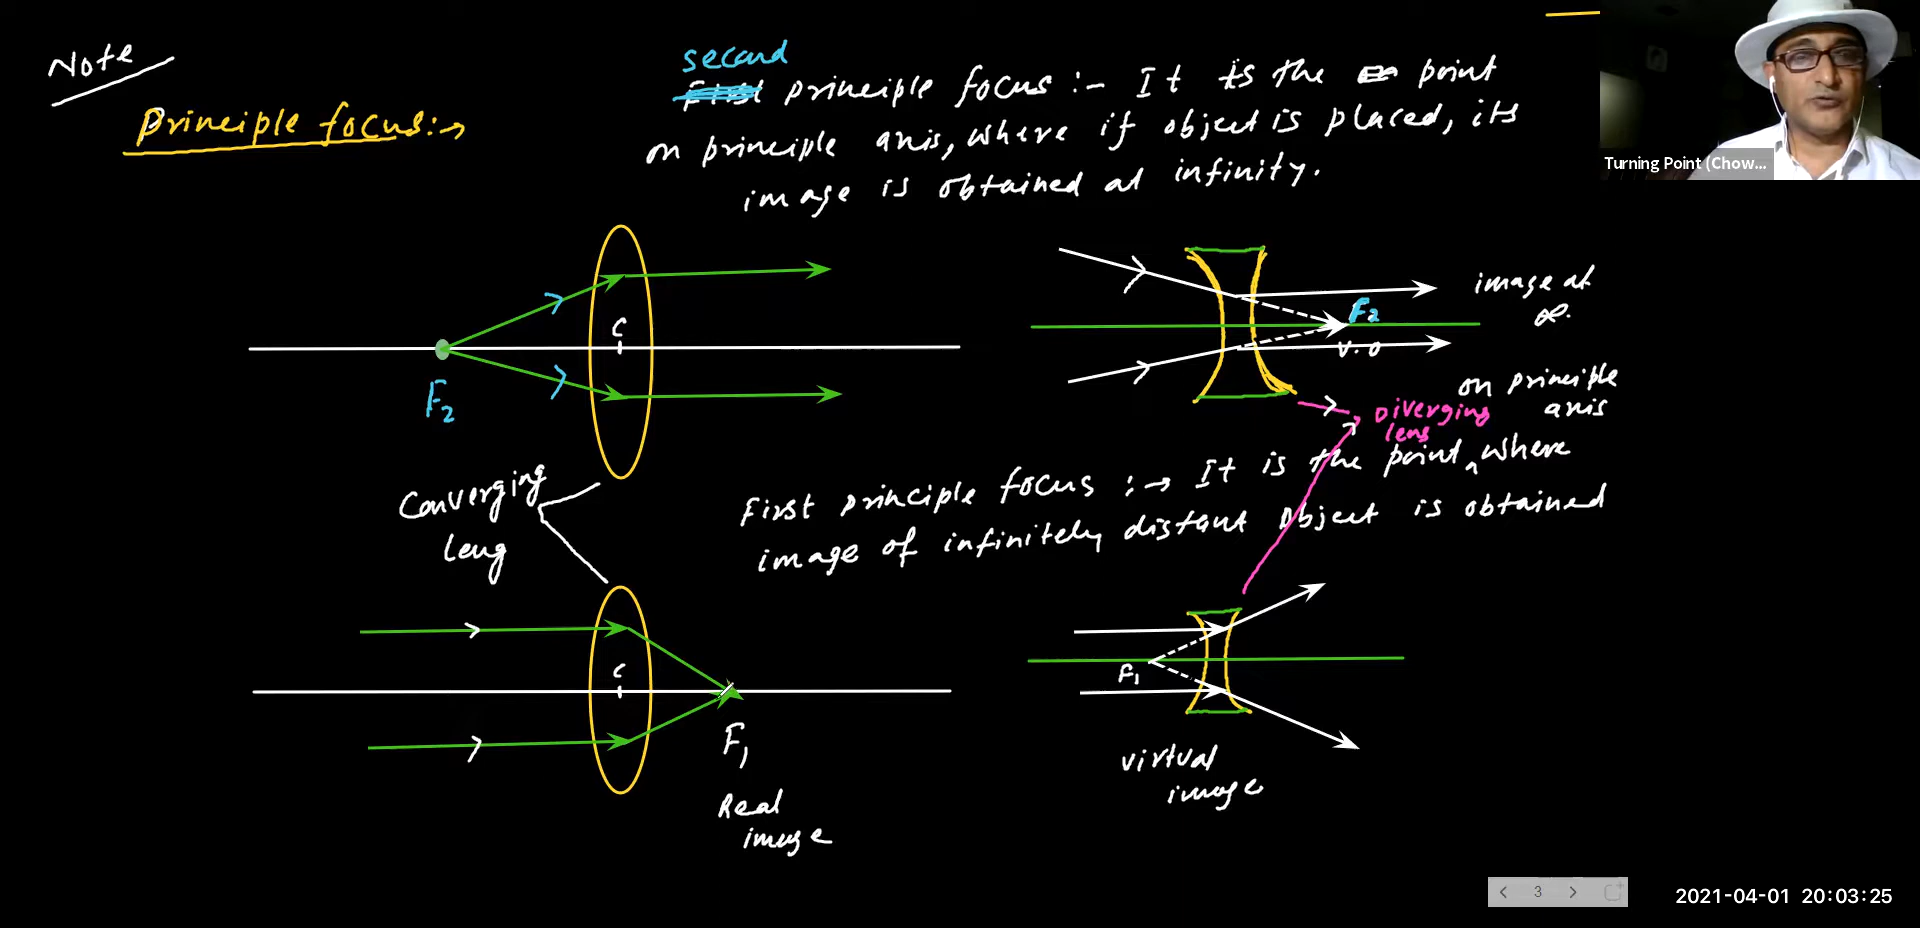 Note
Principle focus:→
second
First principle focus :- It is the point
on principle axis, where if object is placed, its
image is obtained at infinity.
Turning Point (Chow...
C
F2
F2
V.O
image at
∞.
Converging
leng
Diverging
lens
on principle
axis
First principle focus :→ It is the point ^ where
image of infinitely distant object is obtained
C
F1
Real
image
F1
virtual
image
3
2021-04-01 20:03:25